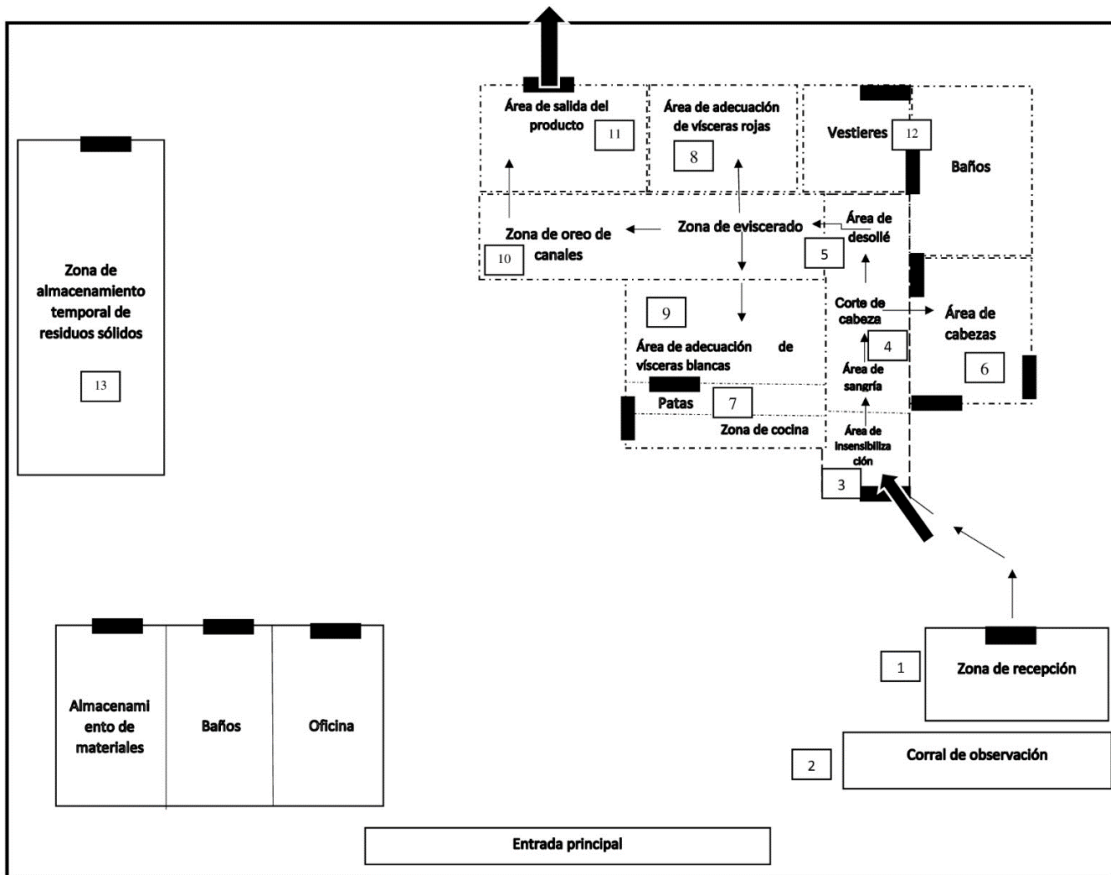 Área de salida del
producto
11
Área de adecuación
de vísceras rojas
8
Vestieres
12
Baños
Zona de
almacenamiento
temporal de
residuos sólidos
13
Zona de oreo de
canales
10
Zona de eviscerado
Área de
desollé
5
9
Área de adecuación de
vísceras blancas
Corte de
cabeza
4
Área de
cabezas
6
Área de
sangría
Patas
7
Zona de cocina
Área de
insensibiliza
ción
3
1
Zona de recepción
2
Corral de observación
Almacenami
ento de
materiales
Baños
Oficina
Entrada principal